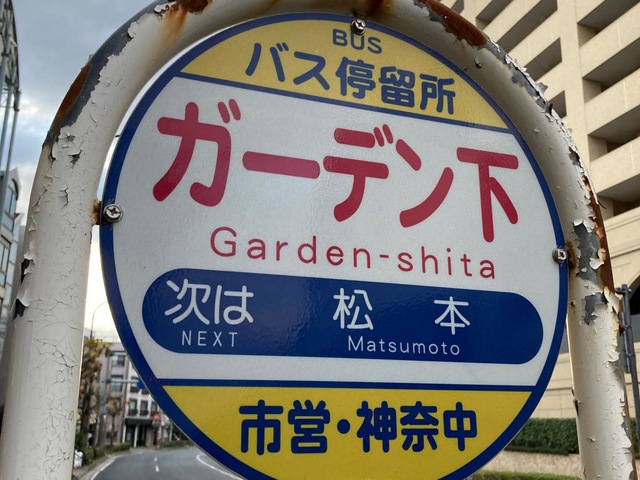 BUS
バス停留所
ガーデン下
Garden-shita
次は 松本
NEXT Matsumoto
市営・神奈中